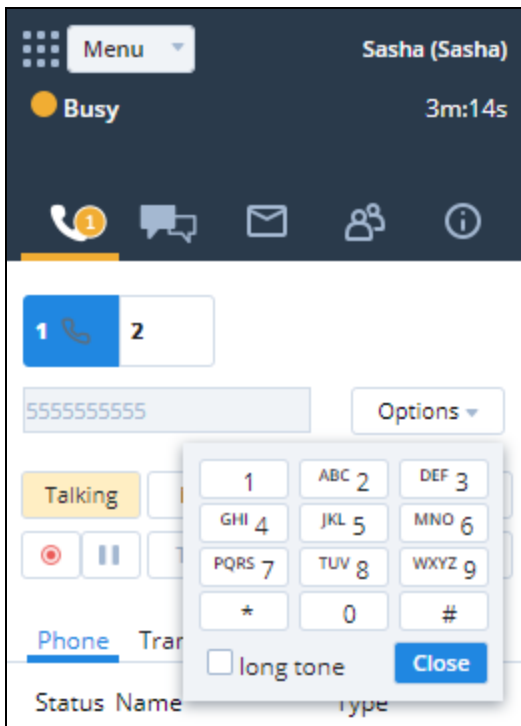 Menu
Sasha (Sasha)
Busy
3m:14s
1
1
2
5555555555
Options
1
ABC 2
DEF 3
Talking
GHI 4
JKL 5
MNO 6
PQRS 7
TUV 8
WXYZ 9
*
0
#
Phone
long tone
Close
Status
Name
Type